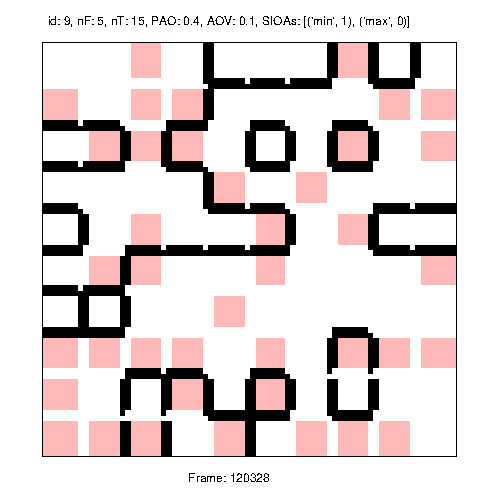 id: 9, nF: 5, nT: 15, PAO: 0.4, AOV: 0.1, SIOAs: [('min', 1), ('max', 0)]
Frame: 120328